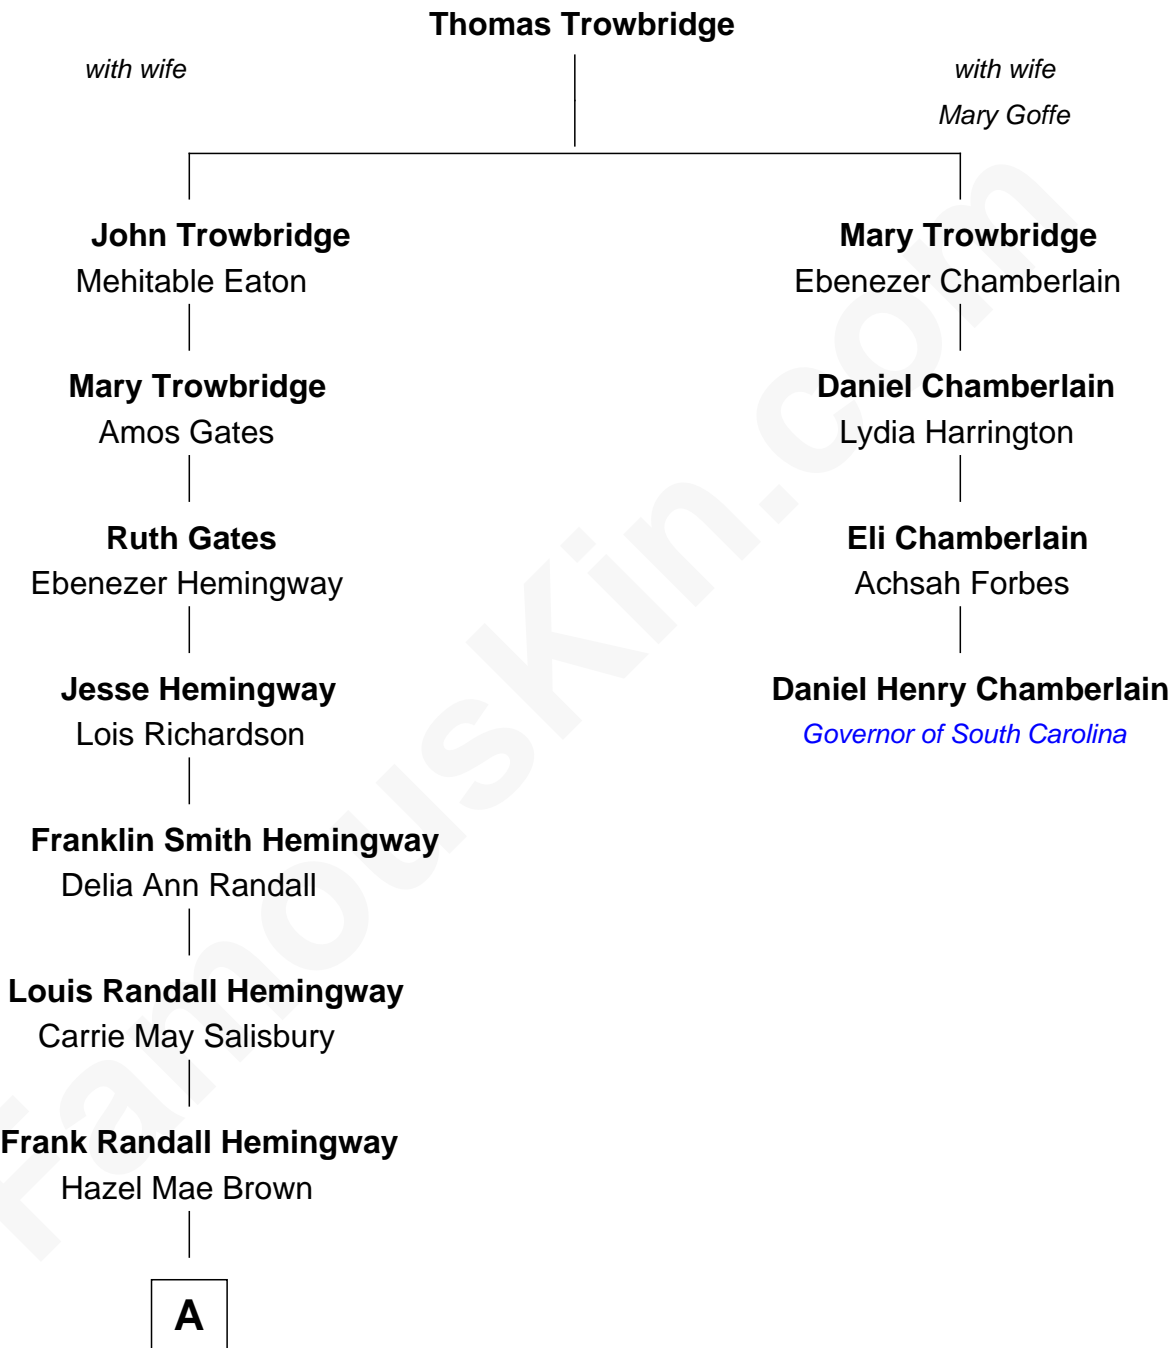 Thomas Trowbridge
with wife
with wife
Mary Goffe
John Trowbridge
Mehitable Eaton
Mary Trowbridge
Ebenezer Chamberlain
Mary Trowbridge
Amos Gates
Daniel Chamberlain
Lydia Harrington
Ruth Gates
Ebenezer Hemingway
Eli Chamberlain
Achsah Forbes
Jesse Hemingway
Lois Richardson
Daniel Henry Chamberlain
Governor of South Carolina
Franklin Smith Hemingway
Delia Ann Randall
Louis Randall Hemingway
Carrie May Salisbury
Frank Randall Hemingway
Hazel Mae Brown
A
FamousKin.com